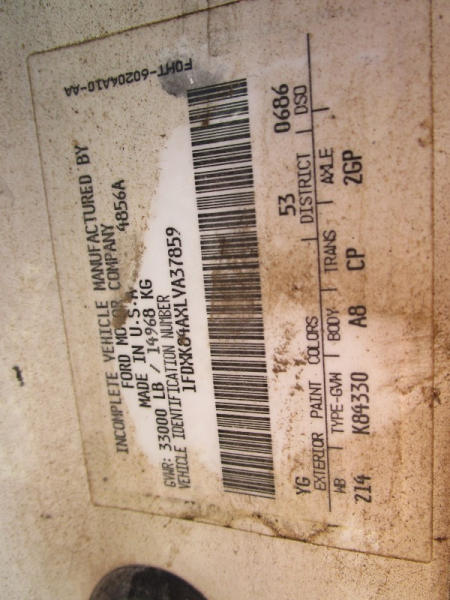 F0HT-60204A10-AA
INCOMPLETE VEHICLE MANUFACTURED BY
FORD MOTOR COMPANY 4856A
MADE IN U.S.A
GVWR: 33000 LB / 14968 KG
VEHICLE IDENTIFICATION NUMBER
1FDXK84AXLVA37859
YG 53 0686
EXTERIOR PAINT COLORS DISTRICT DSO
WB TYPE-GVW BODY TRANS AXLE
214 K84330 A8 CP 2GP